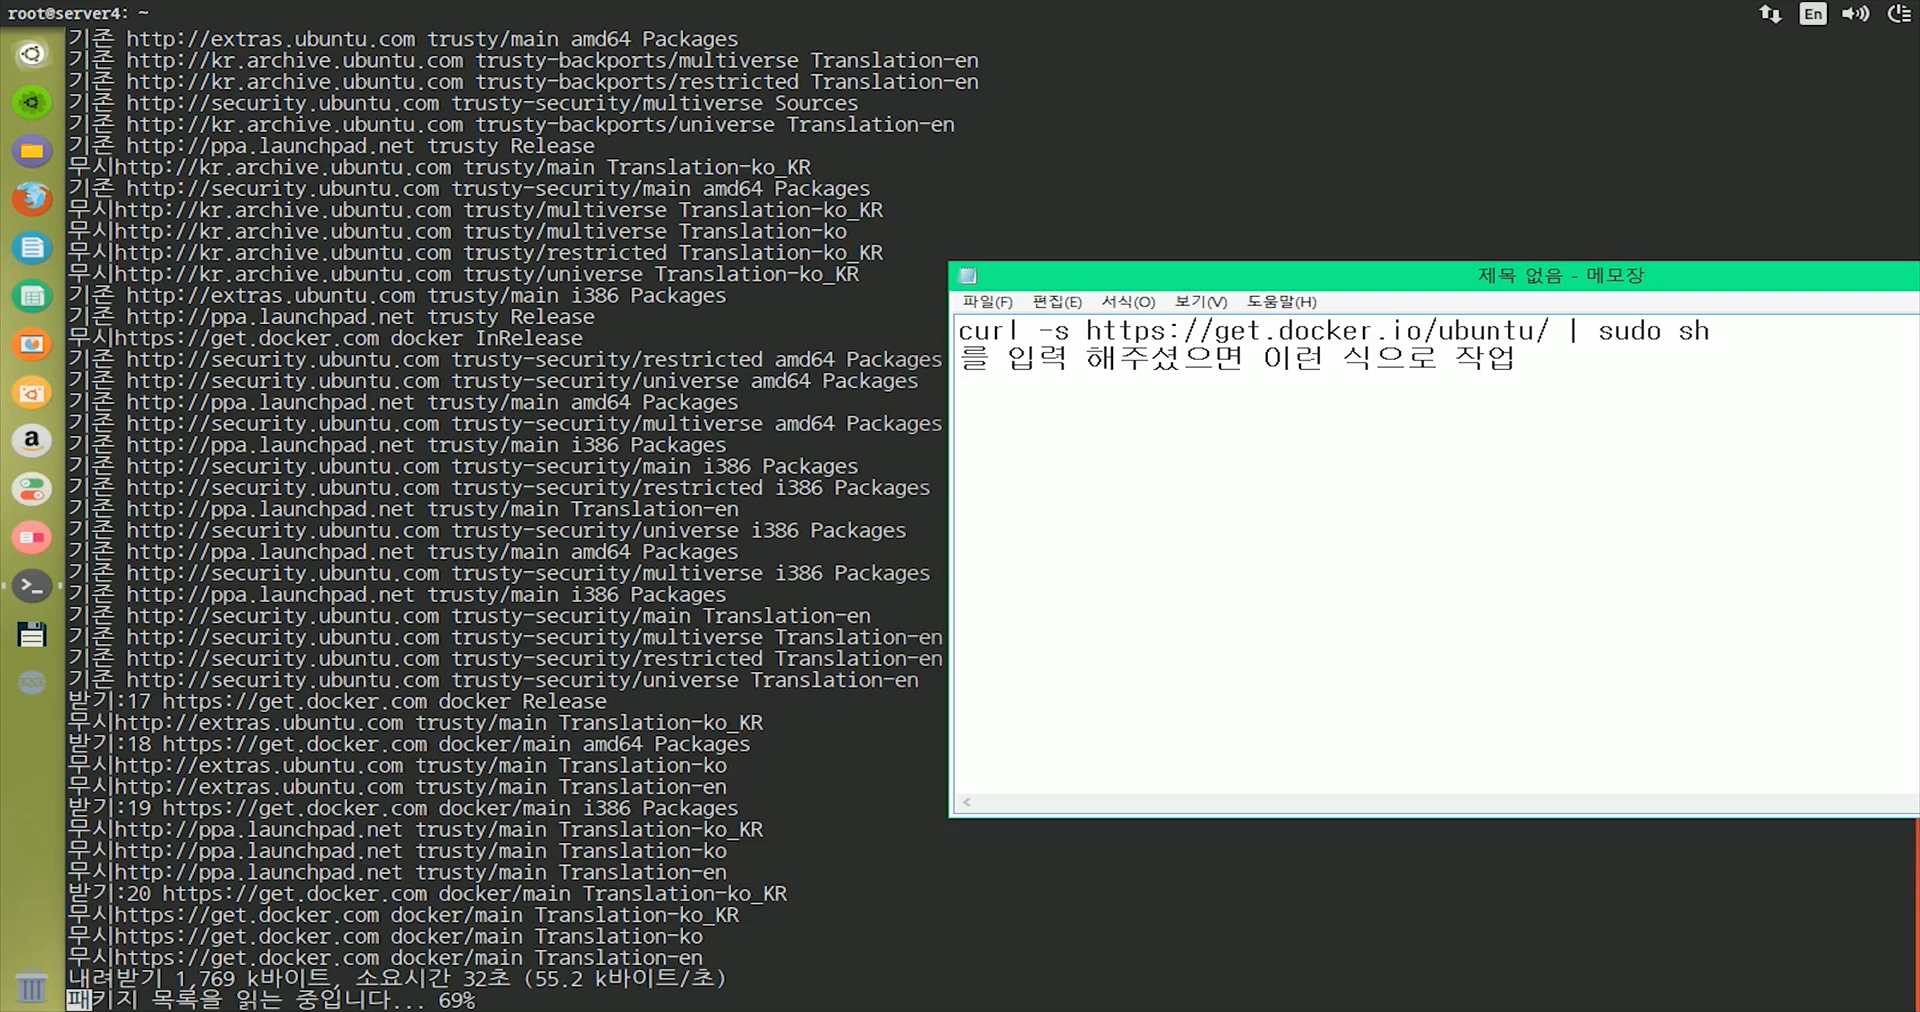 root@server4: ~
En
기존 http://extras.ubuntu.com trusty/main amd64 Packages
기존 http://kr.archive.ubuntu.com trusty-backports/multiverse Translation-en
기존 http://kr.archive.ubuntu.com trusty-backports/restricted Translation-en
기존 http://security.ubuntu.com trusty-security/multiverse Sources
기존 http://kr.archive.ubuntu.com trusty-backports/universe Translation-en
기존 http://ppa.launchpad.net trusty Release
무시http://kr.archive.ubuntu.com trusty/main Translation-ko_KR
기존 http://security.ubuntu.com trusty-security/main amd64 Packages
무시http://kr.archive.ubuntu.com trusty/multiverse Translation-ko_KR
무시http://kr.archive.ubuntu.com trusty/multiverse Translation-ko
무시http://kr.archive.ubuntu.com trusty/restricted Translation-ko_KR
무시http://kr.archive.ubuntu.com trusty/universe Translation-ko_KR
기존 http://extras.ubuntu.com trusty/main i386 Packages
기존 http://ppa.launchpad.net trusty Release
무시https://get.docker.com docker InRelease
기존 http://security.ubuntu.com trusty-security/restricted amd64 Packages
기존 http://security.ubuntu.com trusty-security/universe amd64 Packages
기존 http://ppa.launchpad.net trusty/main amd64 Packages
기존 http://security.ubuntu.com trusty-security/multiverse amd64 Packages
기존 http://ppa.launchpad.net trusty/main i386 Packages
기존 http://security.ubuntu.com trusty-security/main i386 Packages
기존 http://security.ubuntu.com trusty-security/restricted i386 Packages
기존 http://ppa.launchpad.net trusty/main Translation-en
기존 http://security.ubuntu.com trusty-security/universe i386 Packages
기존 http://ppa.launchpad.net trusty/main amd64 Packages
기존 http://security.ubuntu.com trusty-security/multiverse i386 Packages
기존 http://ppa.launchpad.net trusty/main i386 Packages
기존 http://security.ubuntu.com trusty-security/main Translation-en
기존 http://security.ubuntu.com trusty-security/multiverse Translation-en
기존 http://security.ubuntu.com trusty-security/restricted Translation-en
기존 http://security.ubuntu.com trusty-security/universe Translation-en
받기:17 https://get.docker.com docker Release
무시http://extras.ubuntu.com trusty/main Translation-ko_KR
받기:18 https://get.docker.com docker/main amd64 Packages
무시http://extras.ubuntu.com trusty/main Translation-ko
무시http://extras.ubuntu.com trusty/main Translation-en
받기:19 https://get.docker.com docker/main i386 Packages
무시http://ppa.launchpad.net trusty/main Translation-ko_KR
무시http://ppa.launchpad.net trusty/main Translation-ko
무시http://ppa.launchpad.net trusty/main Translation-en
받기:20 https://get.docker.com docker/main Translation-ko_KR
무시https://get.docker.com docker/main Translation-ko_KR
무시https://get.docker.com docker/main Translation-ko
무시https://get.docker.com docker/main Translation-en
내려받기 1,769 k바이트, 소요시간 32초 (55.2 k바이트/초)
패키지 목록을 읽는 중입니다... 69%
제목 없음 - 메모장
파일(F) 편집(E) 서식(O) 보기(V) 도움말(H)
curl -s https://get.docker.io/ubuntu/ | sudo sh
를 입력 해주셨으면 이런 식으로 작업